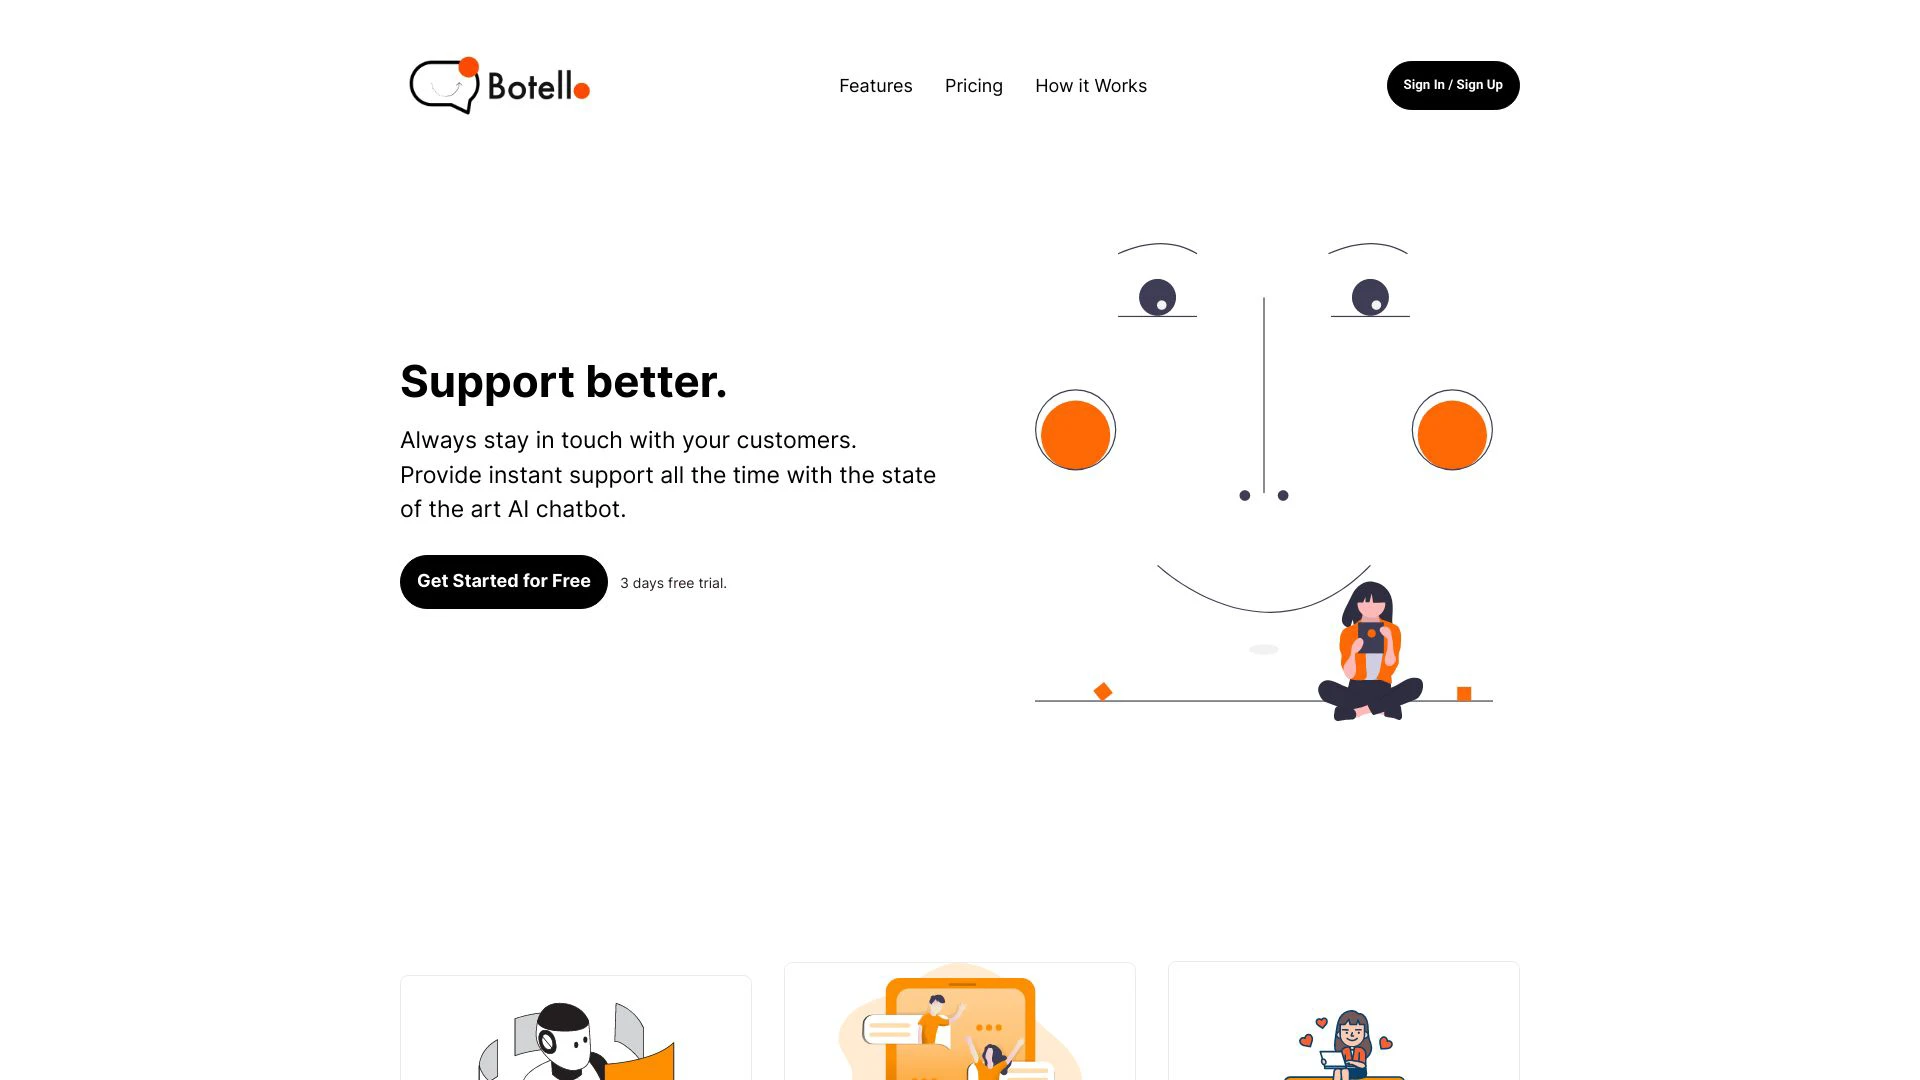 Botello
Features
Pricing
How it Works
Sign In / Sign Up
Support better.
Always stay in touch with your customers.
Provide instant support all the time with the state
of the art AI chatbot.
Get Started for Free
3 days free trial.